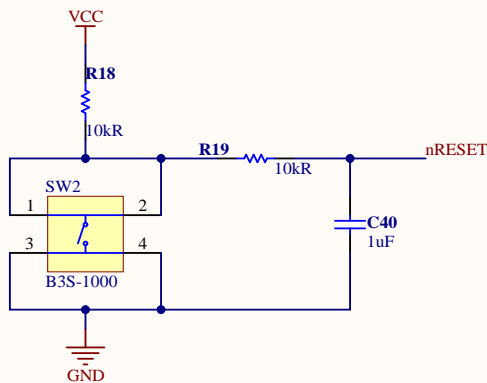 VCC
R18
10kR
R19
10kR
nRESET
SW2
1
2
3
4
B3S-1000
C40
1uF
GND